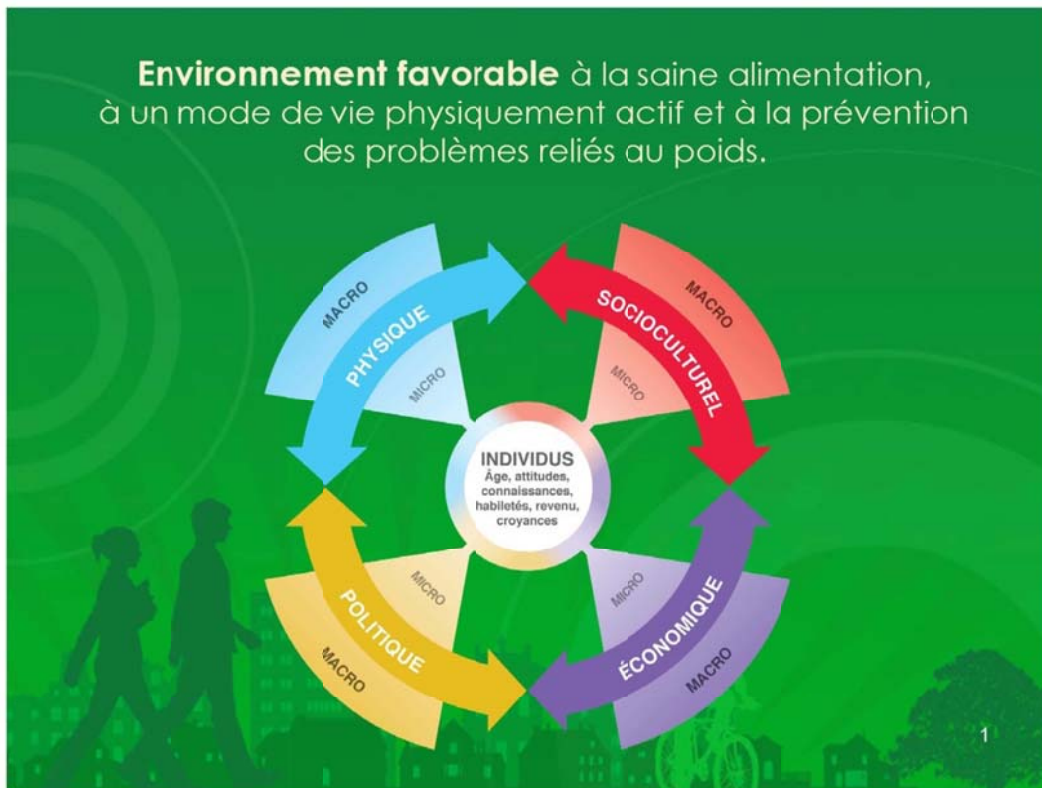 Environnement favorable à la saine alimentation,
à un mode de vie physiquement actif et à la prévention
des problèmes reliés au poids.
MACRO
PHYSIQUE
MICRO
MACRO
SOCIOCULTUREL
MICRO
INDIVIDUS
Âge, attitudes,
connaissances,
habiletés, revenu,
croyances
MICRO
POLITIQUE
MACRO
MICRO
ÉCONOMIQUE
MACRO
1